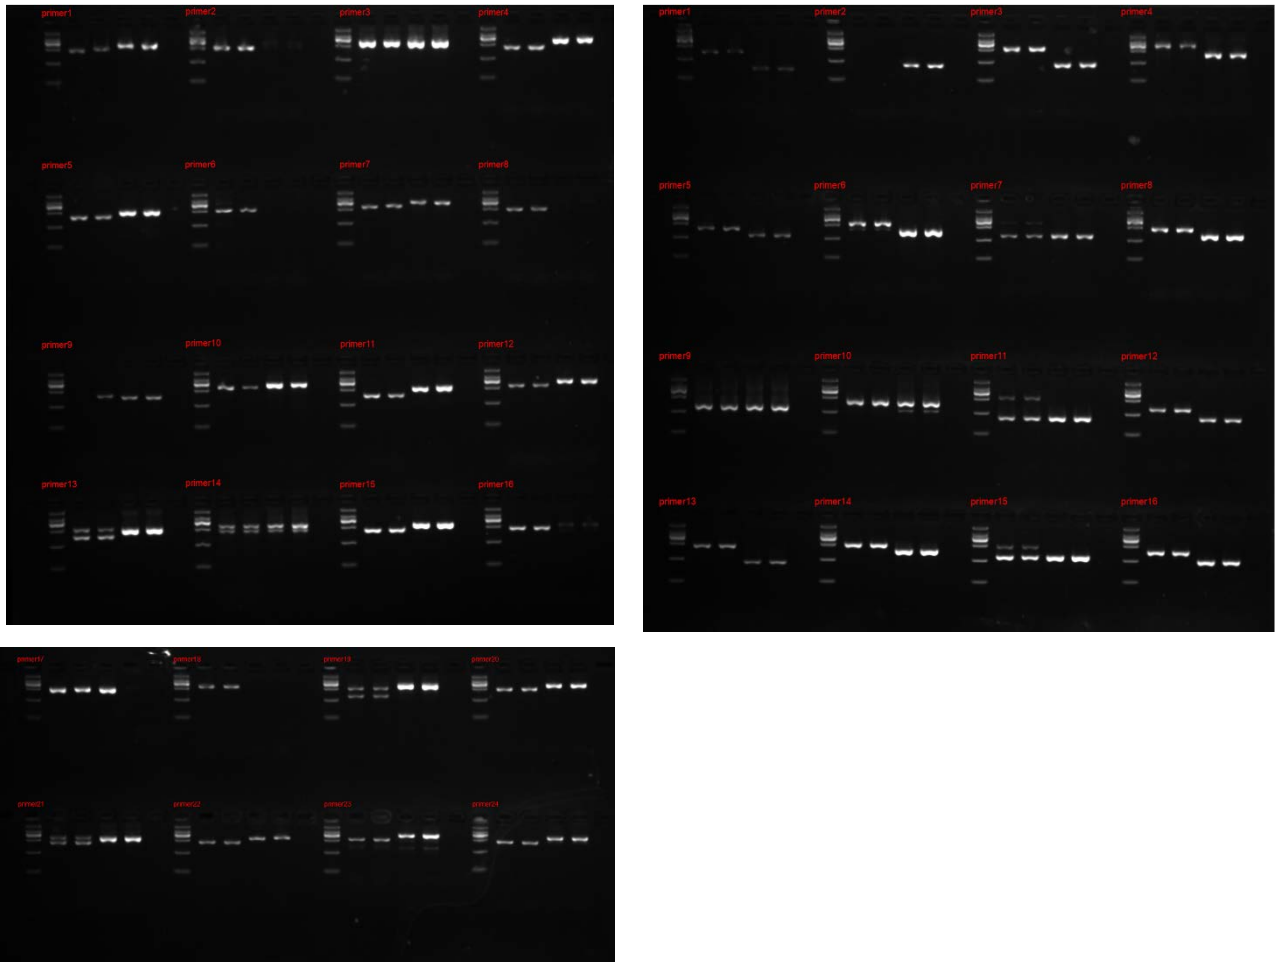 primer1 primer2 primer3 primer4
primer5 primer6 primer7 primer8
primer9 primer10 primer11 primer12
primer13 primer14 primer15 primer16
primer1 primer2 primer3 primer4
primer5 primer6 primer7 primer8
primer9 primer10 primer11 primer12
primer13 primer14 primer15 primer16
primer17 primer18 primer19 primer20
primer21 primer22 primer23 primer24